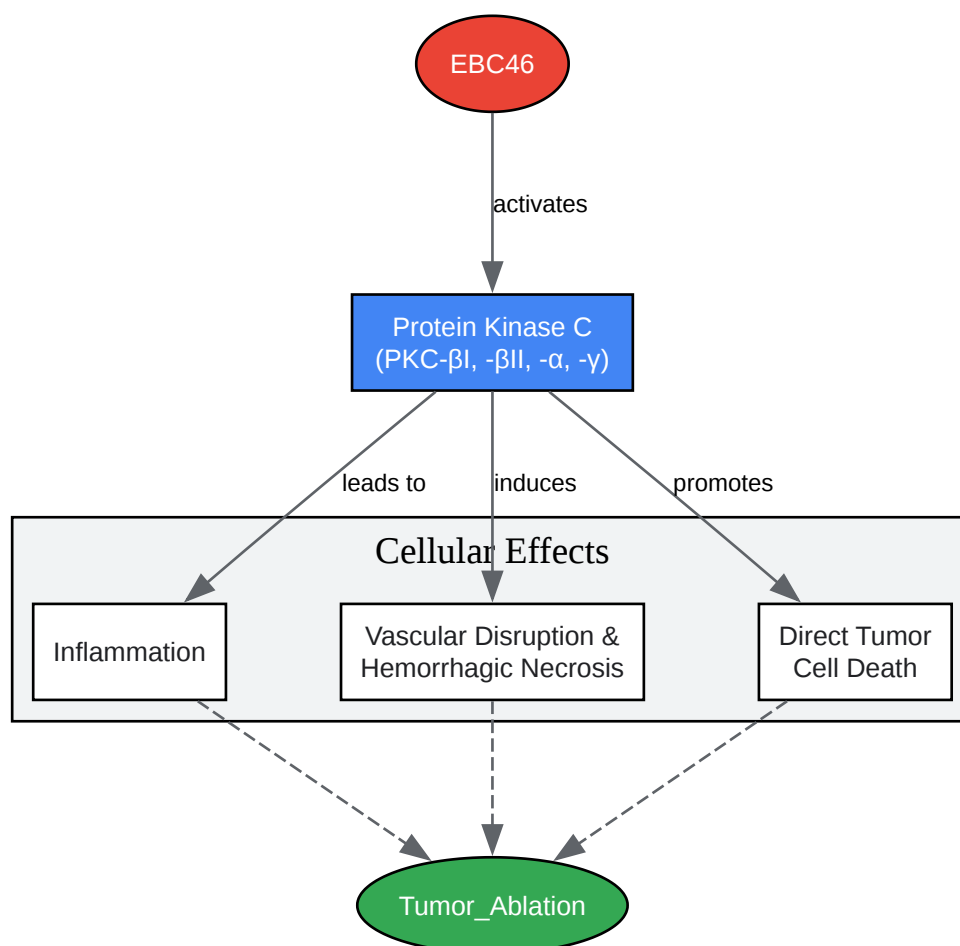 EBC46
activates
Protein Kinase C
(PKC-βI, -βII, -α, -γ)
leads to
induces
promotes
Cellular Effects
Inflammation
Vascular Disruption &
Hemorrhagic Necrosis
Direct Tumor
Cell Death
Tumor_Ablation